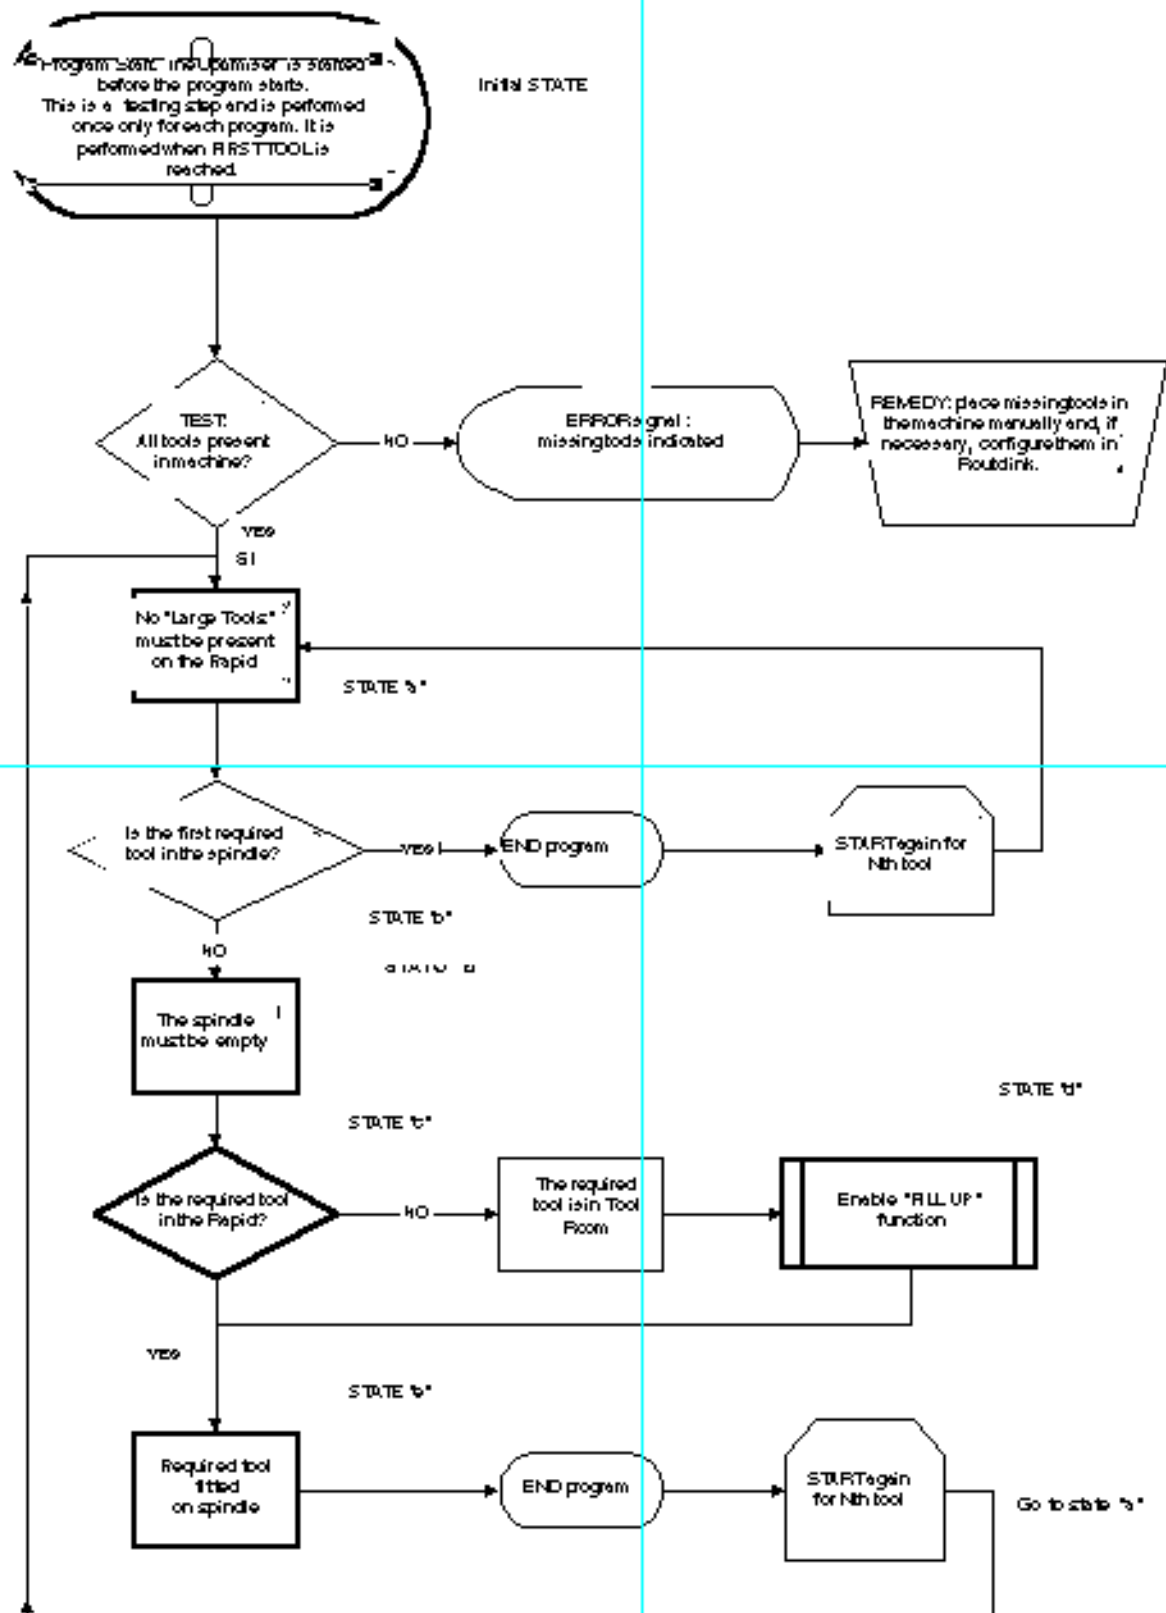 Program Start. The Optimiser is started
before the program starts.
This is a testing step and is performed
once only for each program. It is
performed when FIRST TOOL is
reached.
Initial STATE
TEST:
All tools present
in machine?
NO
ERROR signal :
missing tools indicated
REMEDY: place missing tools in
the machine manually and, if
necessary, configure them in
Routolink.
YES
SI
No "Large Tools"
must be present
on the Rapid
STATE "a"
Is the first required
tool in the spindle?
YES
END program
START again for
Nth tool
STATE "b"
NO
The spindle
must be empty
STATE "c"
STATE "d"
Is the required tool
in the Rapid?
NO
The required
tool is in Tool
Room
Enable "FILL UP"
function
YES
Required tool
fitted
on spindle
STATE
END program
START again
for Nth tool
Go to state "a"